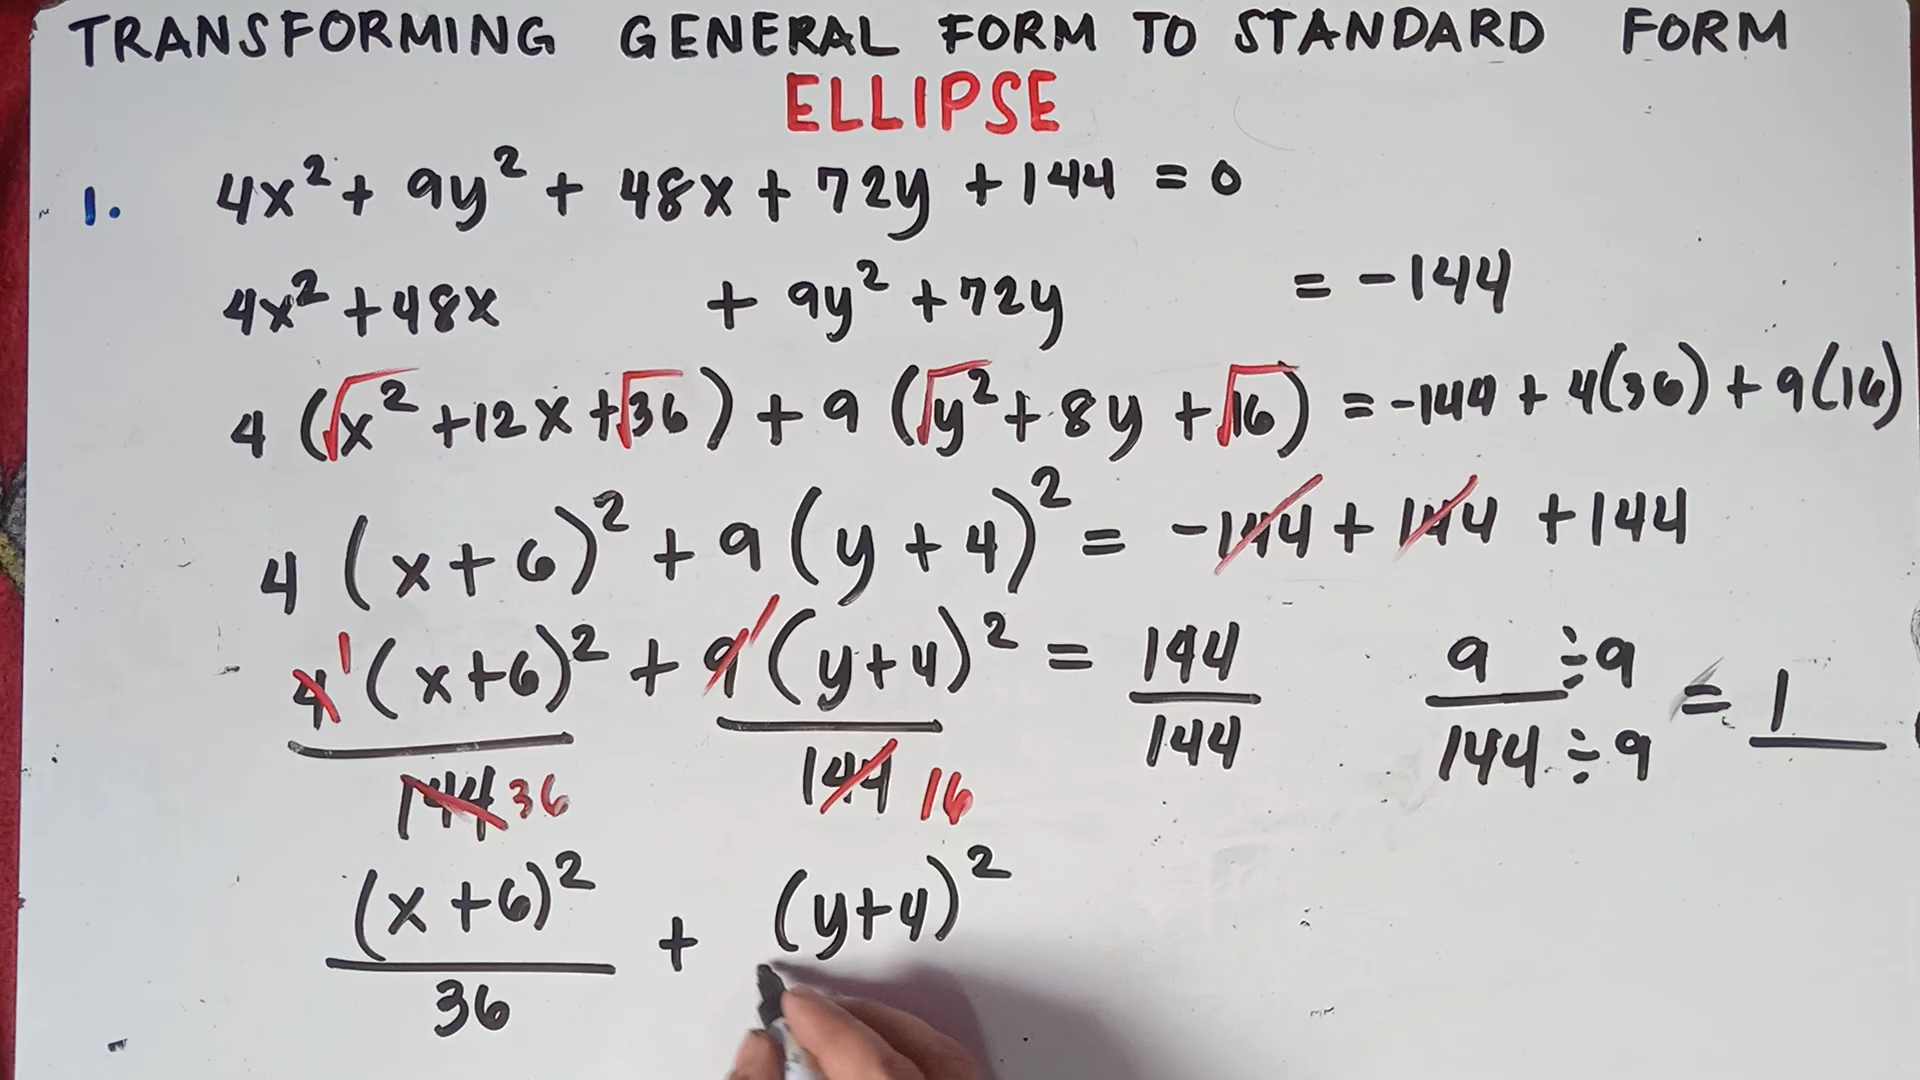 TRANSFORMING GENERAL FORM TO STANDARD FORM
ELLIPSE
1. 4x² + 9y² + 48x + 72y + 144 = 0
4x² + 48x + 9y² + 72y = -144
4 (√x² + 12x + √36) + 9 (√y² + 8y + √16) = -144 + 4(36) + 9(16)
4 (x + 6)² + 9 (y + 4)² = -144 + 144 + 144
4 1 (x+6)² + 9 (y+4)² = 144 9 ÷ 9 = 1
144 36 144 16 144 144 ÷ 9
(x + 6)² + (y+4)²
36